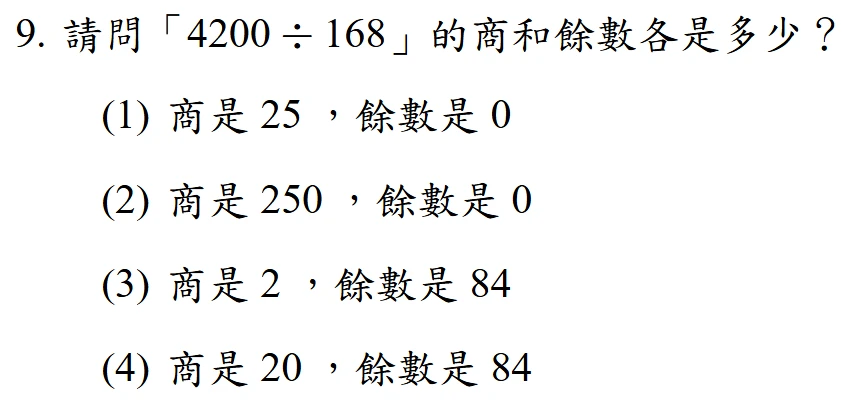 9. 請問「4200 ÷ 168」的商和餘數各是多少？
(1) 商是 25 ，餘數是 0
(2) 商是 250 ，餘數是 0
(3) 商是 2 ，餘數是 84
(4) 商是 20 ，餘數是 84